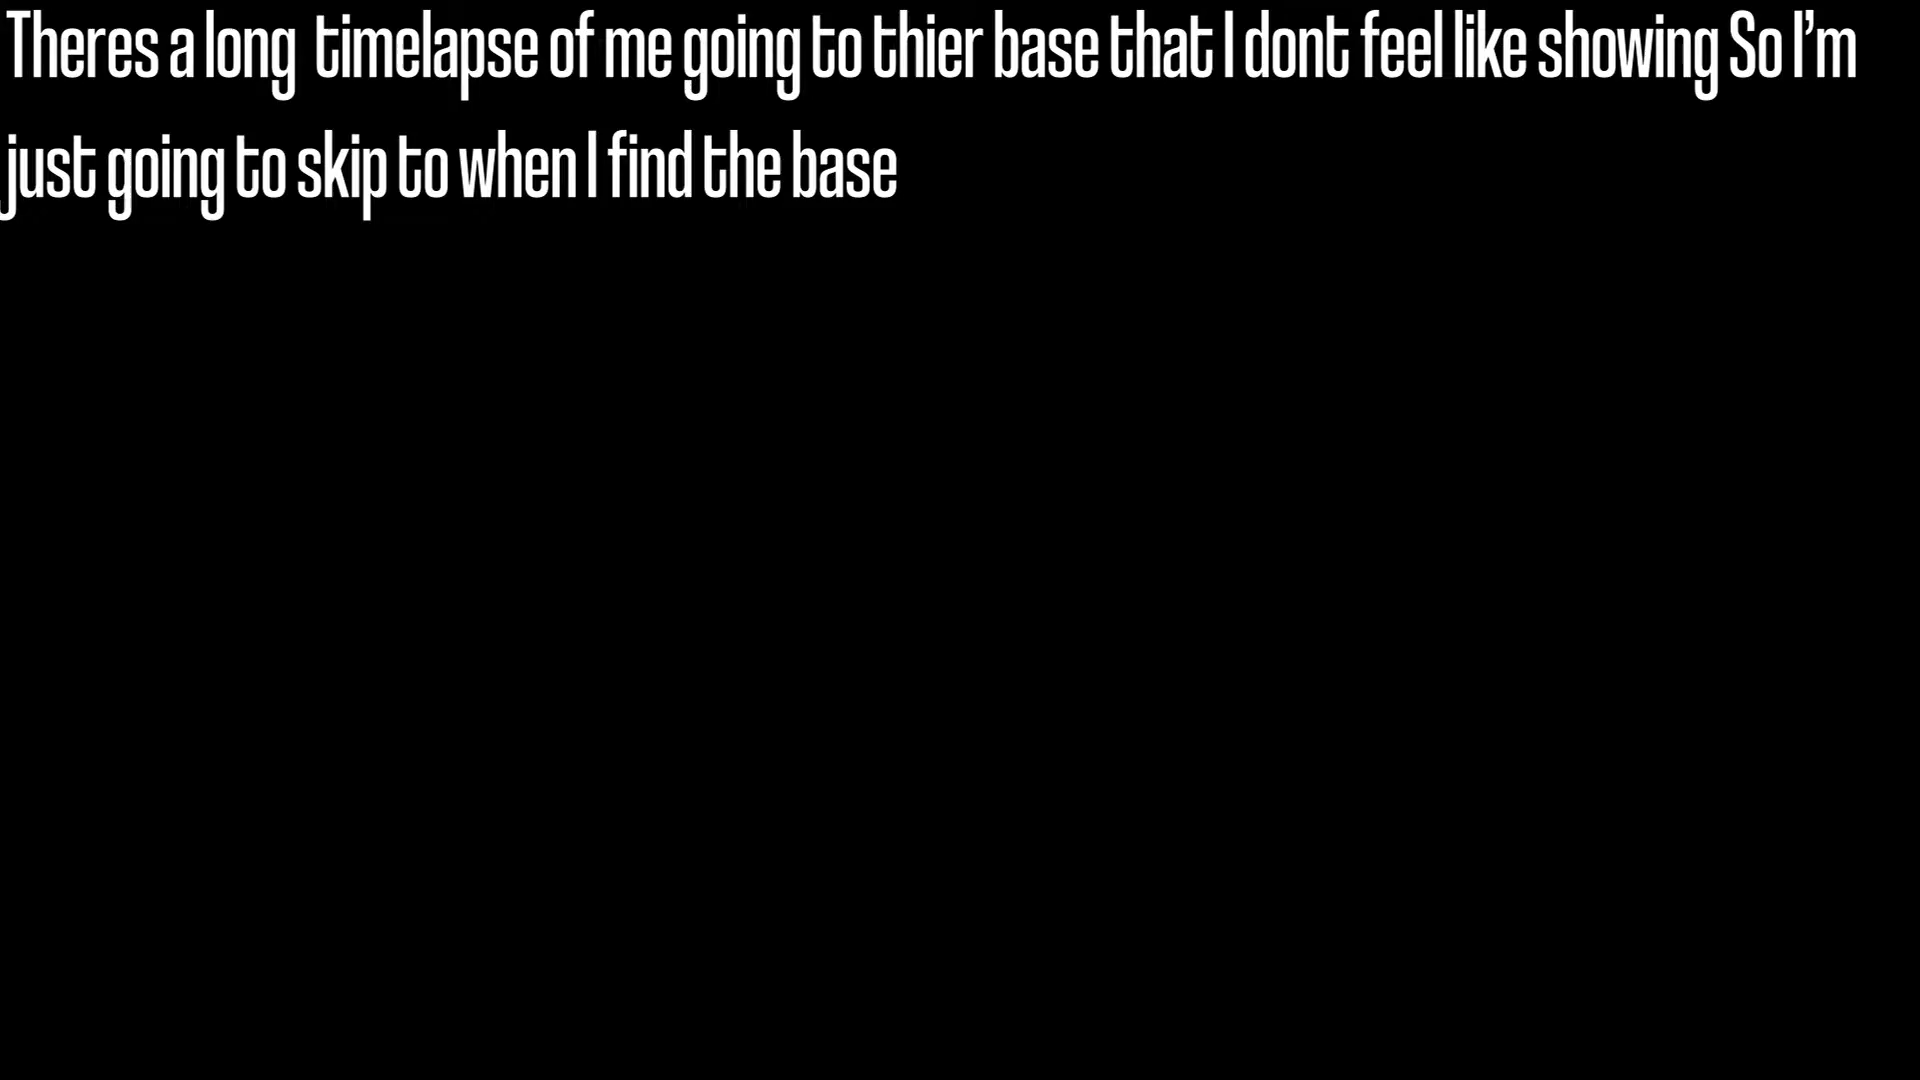 Theres a long  timelapse of me going to thier base that I dont feel like showing So I'm
just going to skip to when I find the base